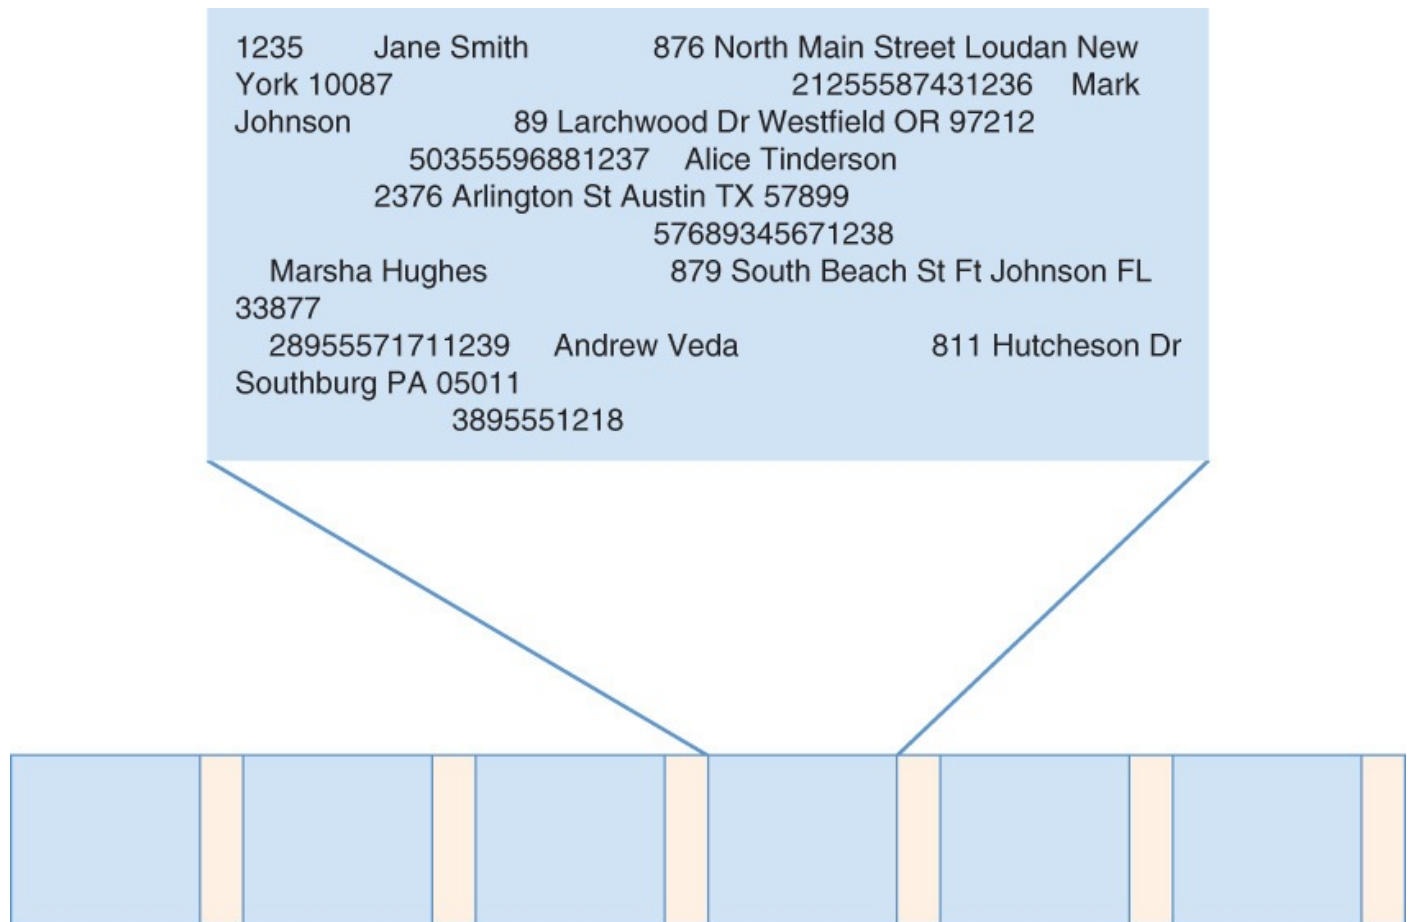 1235 Jane Smith 876 North Main Street Loudan New
York 10087 21255587431236 Mark
Johnson 89 Larchwood Dr Westfield OR 97212
50355596881237 Alice Tinderson
2376 Arlington St Austin TX 57899
57689345671238
Marsha Hughes 879 South Beach St Ft Johnson FL
33877
28955571711239 Andrew Veda 811 Hutcheson Dr
Southburg PA 05011
3895551218